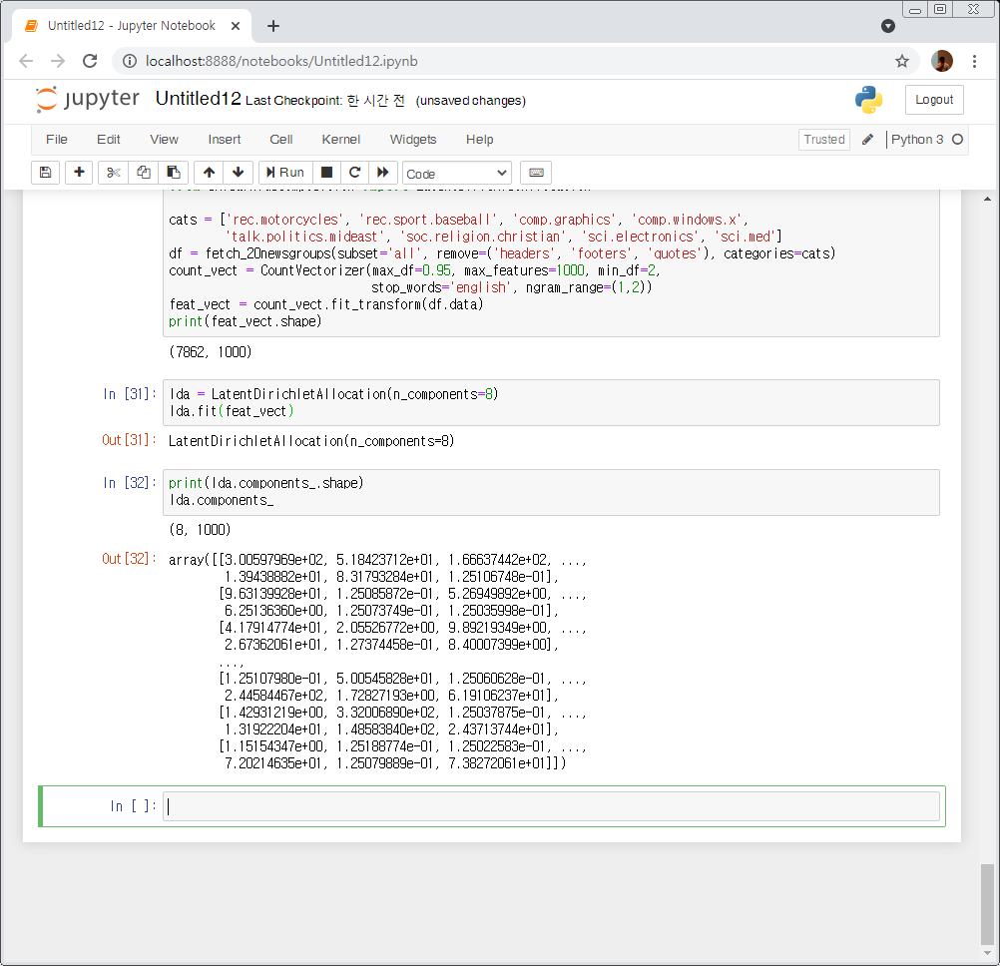 Untitled12 - Jupyter Notebook
localhost:8888/notebooks/Untitled12.ipynb
jupyter Untitled12 Last Checkpoint: 한 시간 전 (unsaved changes) Logout
File Edit View Insert Cell Kernel Widgets Help Trusted Python 3
Run Code
cats = ['rec.motorcycles', 'rec.sport.baseball', 'comp.graphics', 'comp.windows.x',
'talk.politics.mideast', 'soc.religion.christian', 'sci.electronics', 'sci.med']
df = fetch_20newsgroups(subset='all', remove=('headers', 'footers', 'quotes'), categories=cats)
count_vect = CountVectorizer(max_df=0.95, max_features=1000, min_df=2,
stop_words='english', ngram_range=(1,2))
feat_vect = count_vect.fit_transform(df.data)
print(feat_vect.shape)
(7862, 1000)
In [31]: lda = LatentDirichletAllocation(n_components=8)
lda.fit(feat_vect)
Out[31]: LatentDirichletAllocation(n_components=8)
In [32]: print(lda.components_.shape)
lda.components_
(8, 1000)
Out[32]: array([[3.00597969e+02, 5.18423712e+01, 1.66637442e+02, ...,
1.39438882e+01, 8.31793284e+01, 1.25106748e-01],
[9.63139928e+01, 1.25085872e-01, 5.26949892e+00, ...,
6.25136360e+00, 1.25073749e-01, 1.25035998e-01],
[4.17914774e+01, 2.05526772e+00, 9.89219349e+00, ...,
2.67362061e+01, 1.27374458e-01, 8.40007399e+00],
...,
[1.25107980e-01, 5.00545828e+01, 1.25060628e-01, ...,
2.44584467e+02, 1.72827193e+00, 6.19106237e+01],
[1.42931219e+00, 3.32006890e+02, 1.25037875e-01, ...,
1.31922204e+01, 1.48583840e+02, 2.43713744e+01],
[1.15154347e+00, 1.25188774e-01, 1.25022583e-01, ...,
7.20214635e+01, 1.25079889e-01, 7.38272061e+01]])
In [ ]: